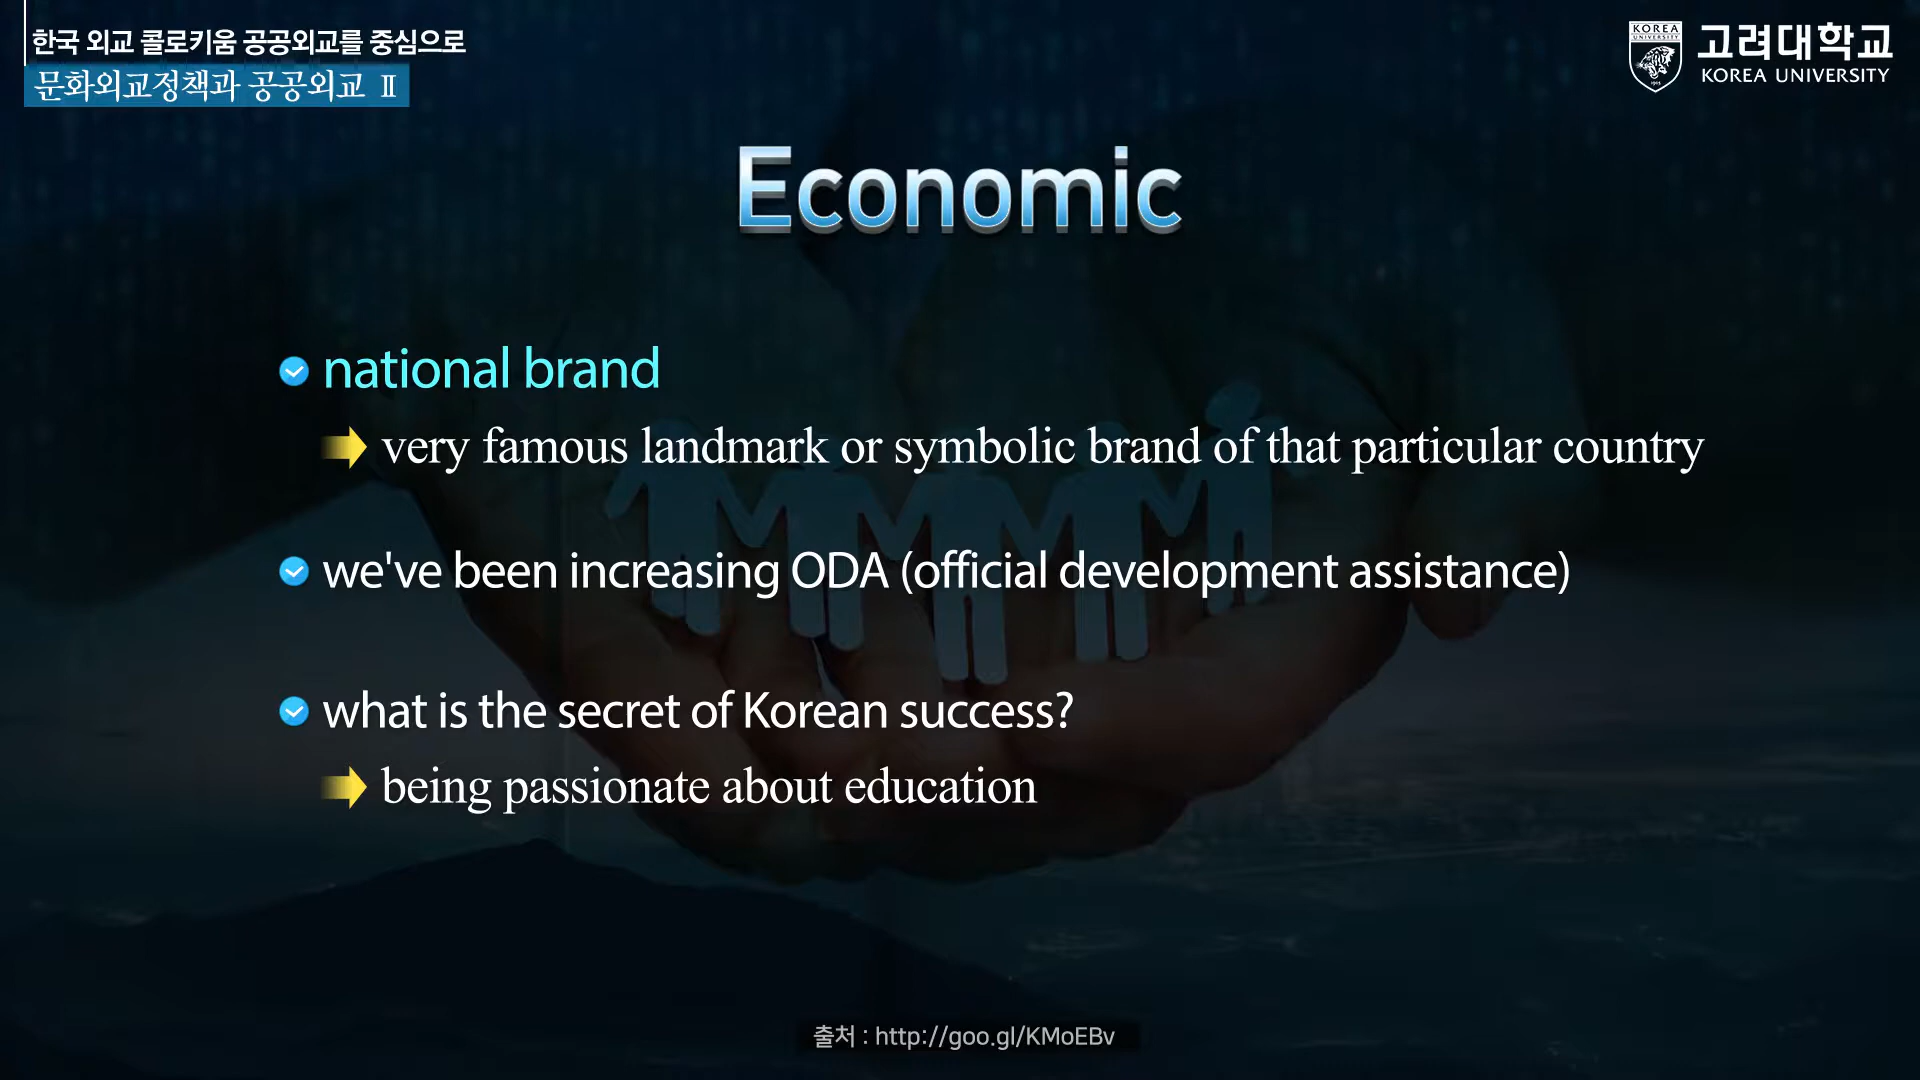 한국 외교 콜로키움 공공외교를 중심으로
문화외교정책과 공공외교 Ⅱ
KOREA
UNIVERSITY
1905
고려대학교
KOREA UNIVERSITY
Economic
national brand
very famous landmark or symbolic brand of that particular country
we've been increasing ODA (official development assistance)
what is the secret of Korean success?
being passionate about education
출처 : http://goo.gl/KMoEBv